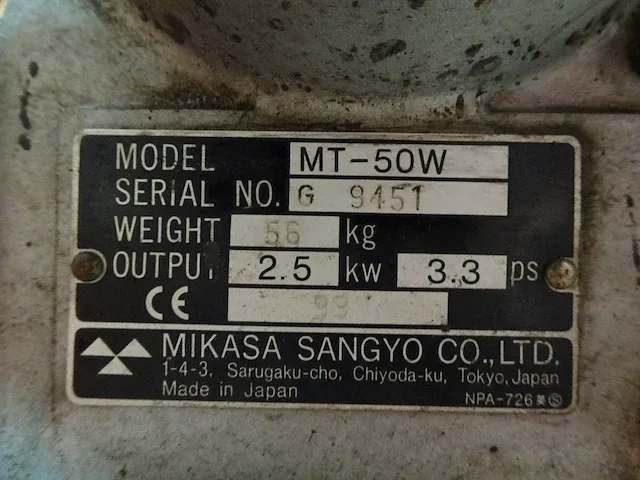 MODEL MT-50W
SERIAL NO. G 9451
WEIGHT 56 kg
OUTPUT 2.5 kw 3.3 ps
CE 99
MIKASA SANGYO CO.,LTD.
1-4-3, Sarugaku-cho, Chiyoda-ku, Tokyo, Japan
Made in Japan
NPA-726 英 Ⓢ